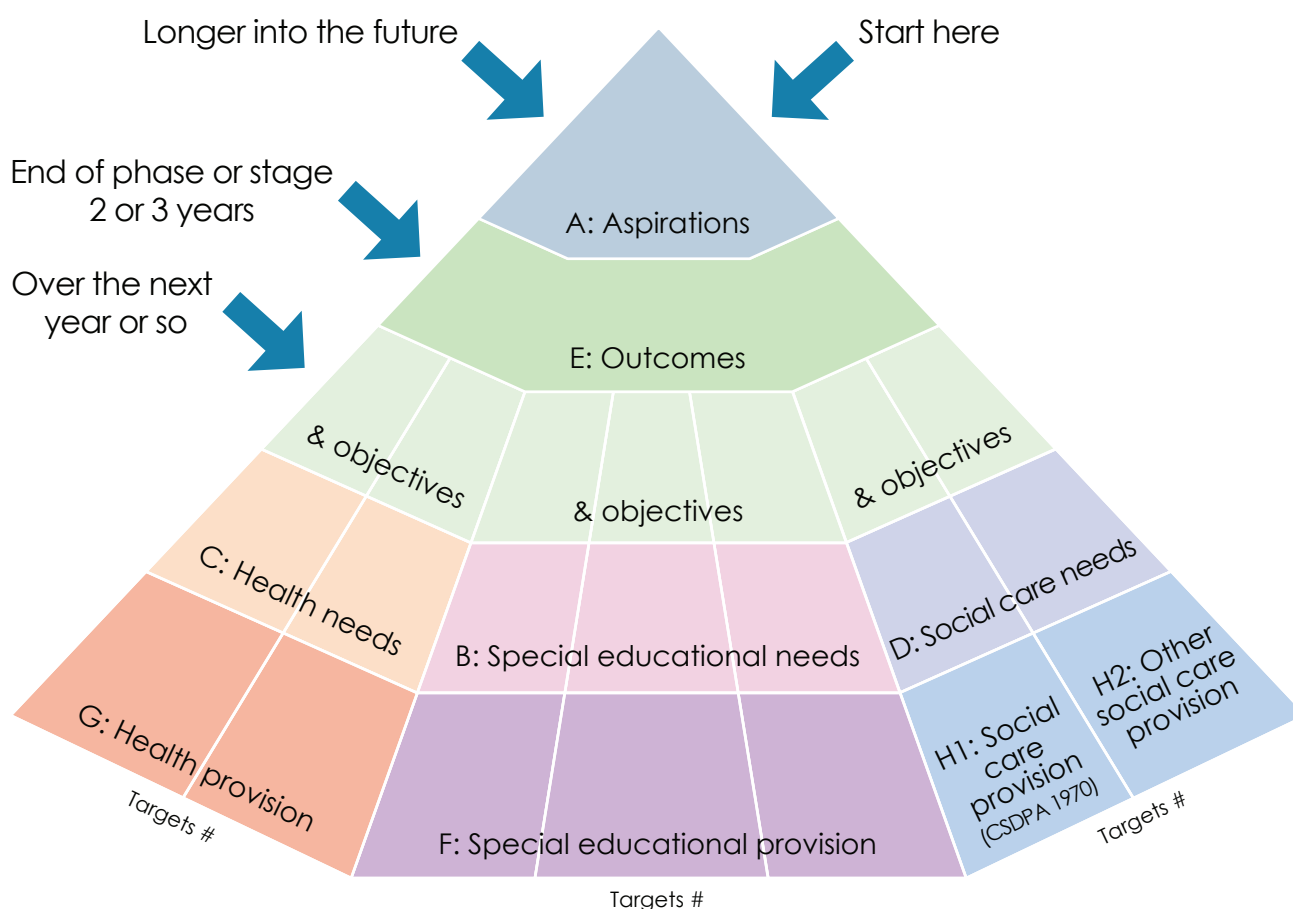 Longer into the future
Start here
End of phase or stage
2 or 3 years
Over the next
year or so
A: Aspirations
E: Outcomes
& objectives
& objectives
& objectives
C: Health needs
B: Special educational needs
D: Social care needs
G: Health provision
F: Special educational provision
H1: Social
care
provision
(CSDPA 1970)
H2: Other
social care
provision
Targets #
Targets #
Targets #